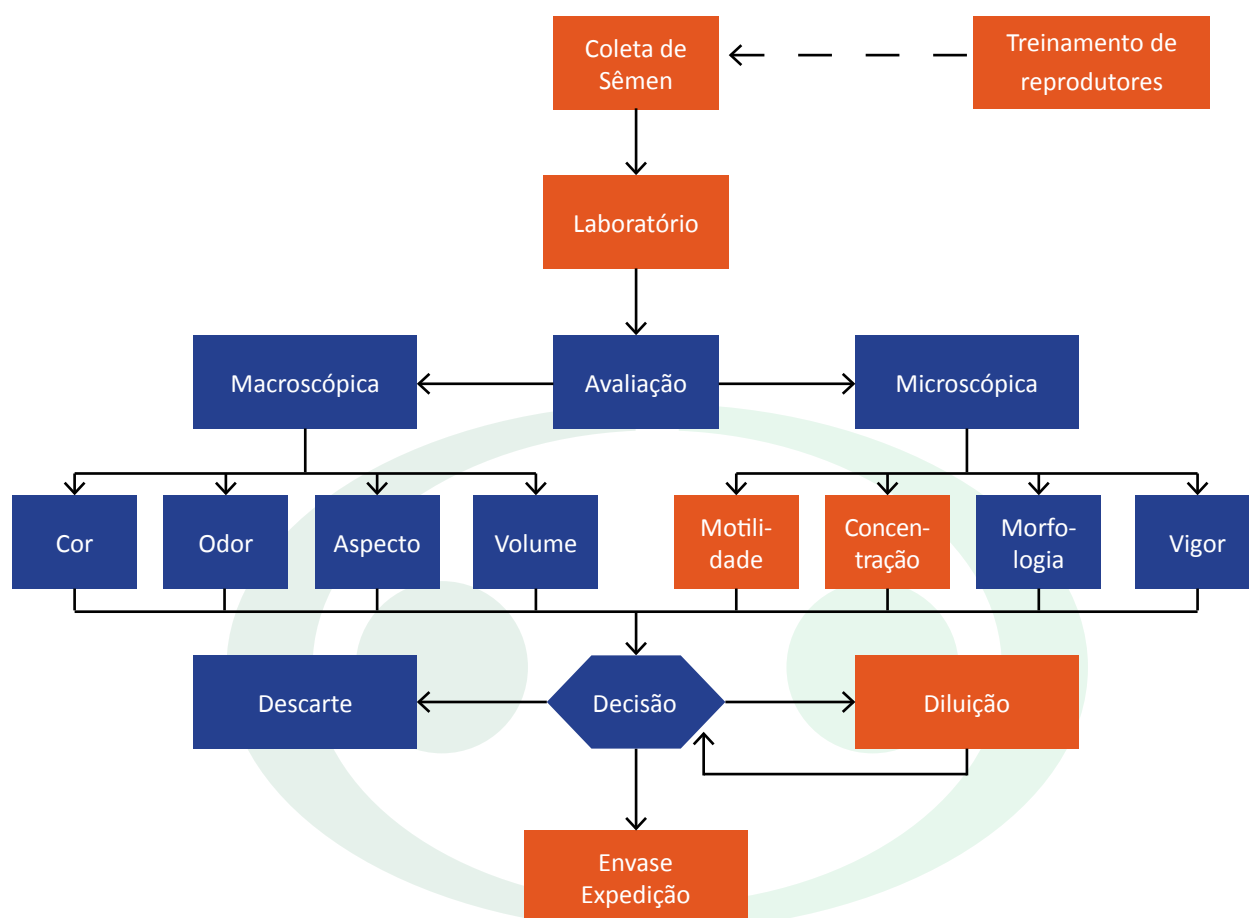 Coleta de
Sêmen
Treinamento de
reprodutores
Laboratório
Macroscópica
Avaliação
Microscópica
Cor
Odor
Aspecto
Volume
Motili-
dade
Concen-
tração
Morfo-
logia
Vigor
Descarte
Decisão
Diluição
Envase
Expedição